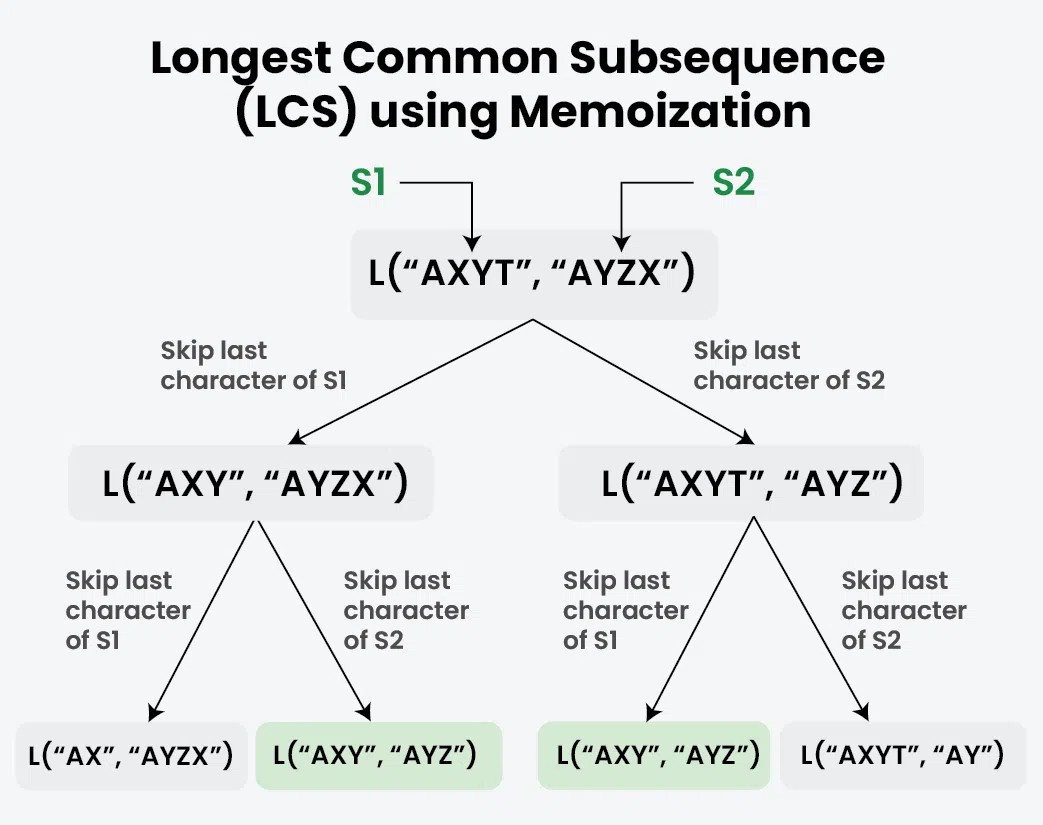 Longest Common Subsequence
(LCS) using Memoization
S1
S2
L(“AXYT”, “AYZX”)
Skip last
character of S1
Skip last
character of S2
L(“AXY”, “AYZX”)
L(“AXYT”, “AYZ”)
Skip last
character
of S1
Skip last
character
of S2
Skip last
character
of S1
Skip last
character
of S2
L(“AX”, “AYZX”)
L(“AXY”, “AYZ”)
L(“AXY”, “AYZ”)
L(“AXYT”, “AY”)